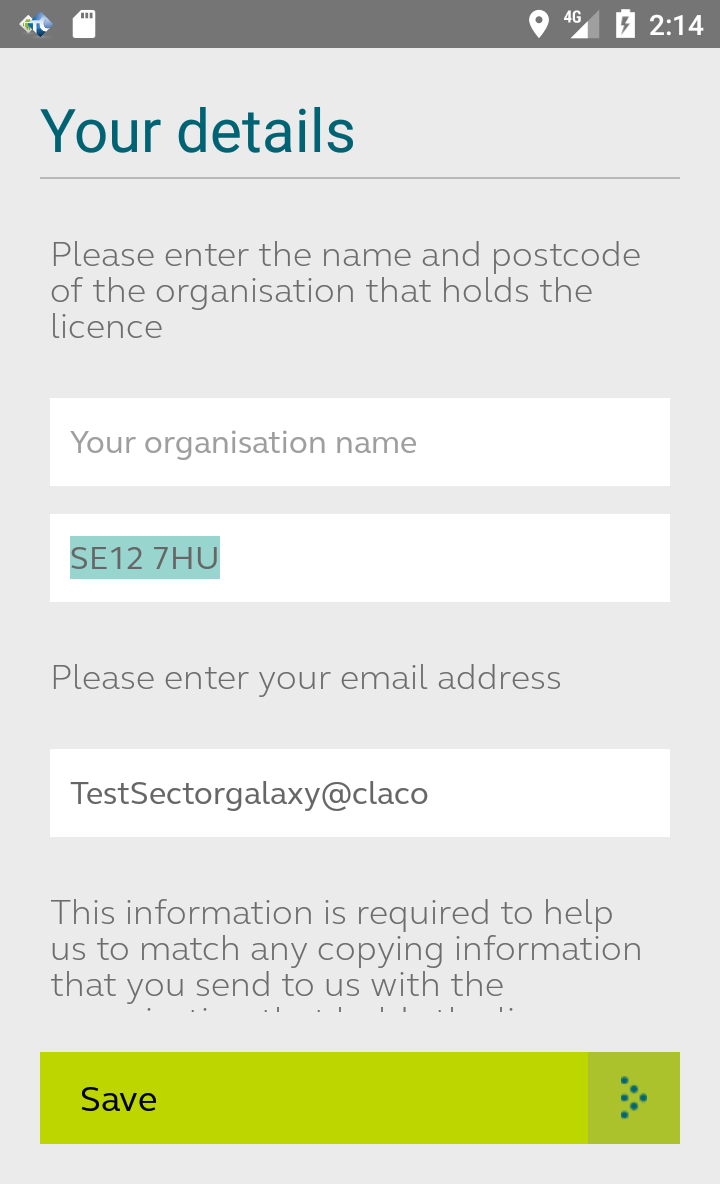 4G 2:14
Your details
Please enter the name and postcode
of the organisation that holds the
licence
Your organisation name
SE12 7HU
Please enter your email address
TestSectorgalaxy@claco
This information is required to help
us to match any copying information
that you send to us with the
Save